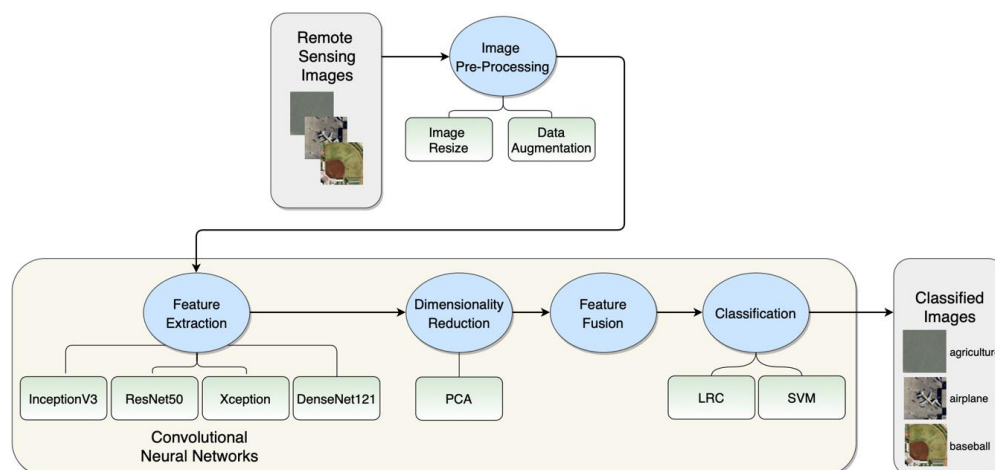 Remote
Sensing
Images
Image
Pre-Processing
Image
Resize
Data
Augmentation
Feature
Extraction
Dimensionality
Reduction
Feature
Fusion
Classification
InceptionV3
ResNet50
Xception
DenseNet121
PCA
LRC
SVM
Convolutional
Neural Networks
Classified
Images
agriculture
airplane
baseball